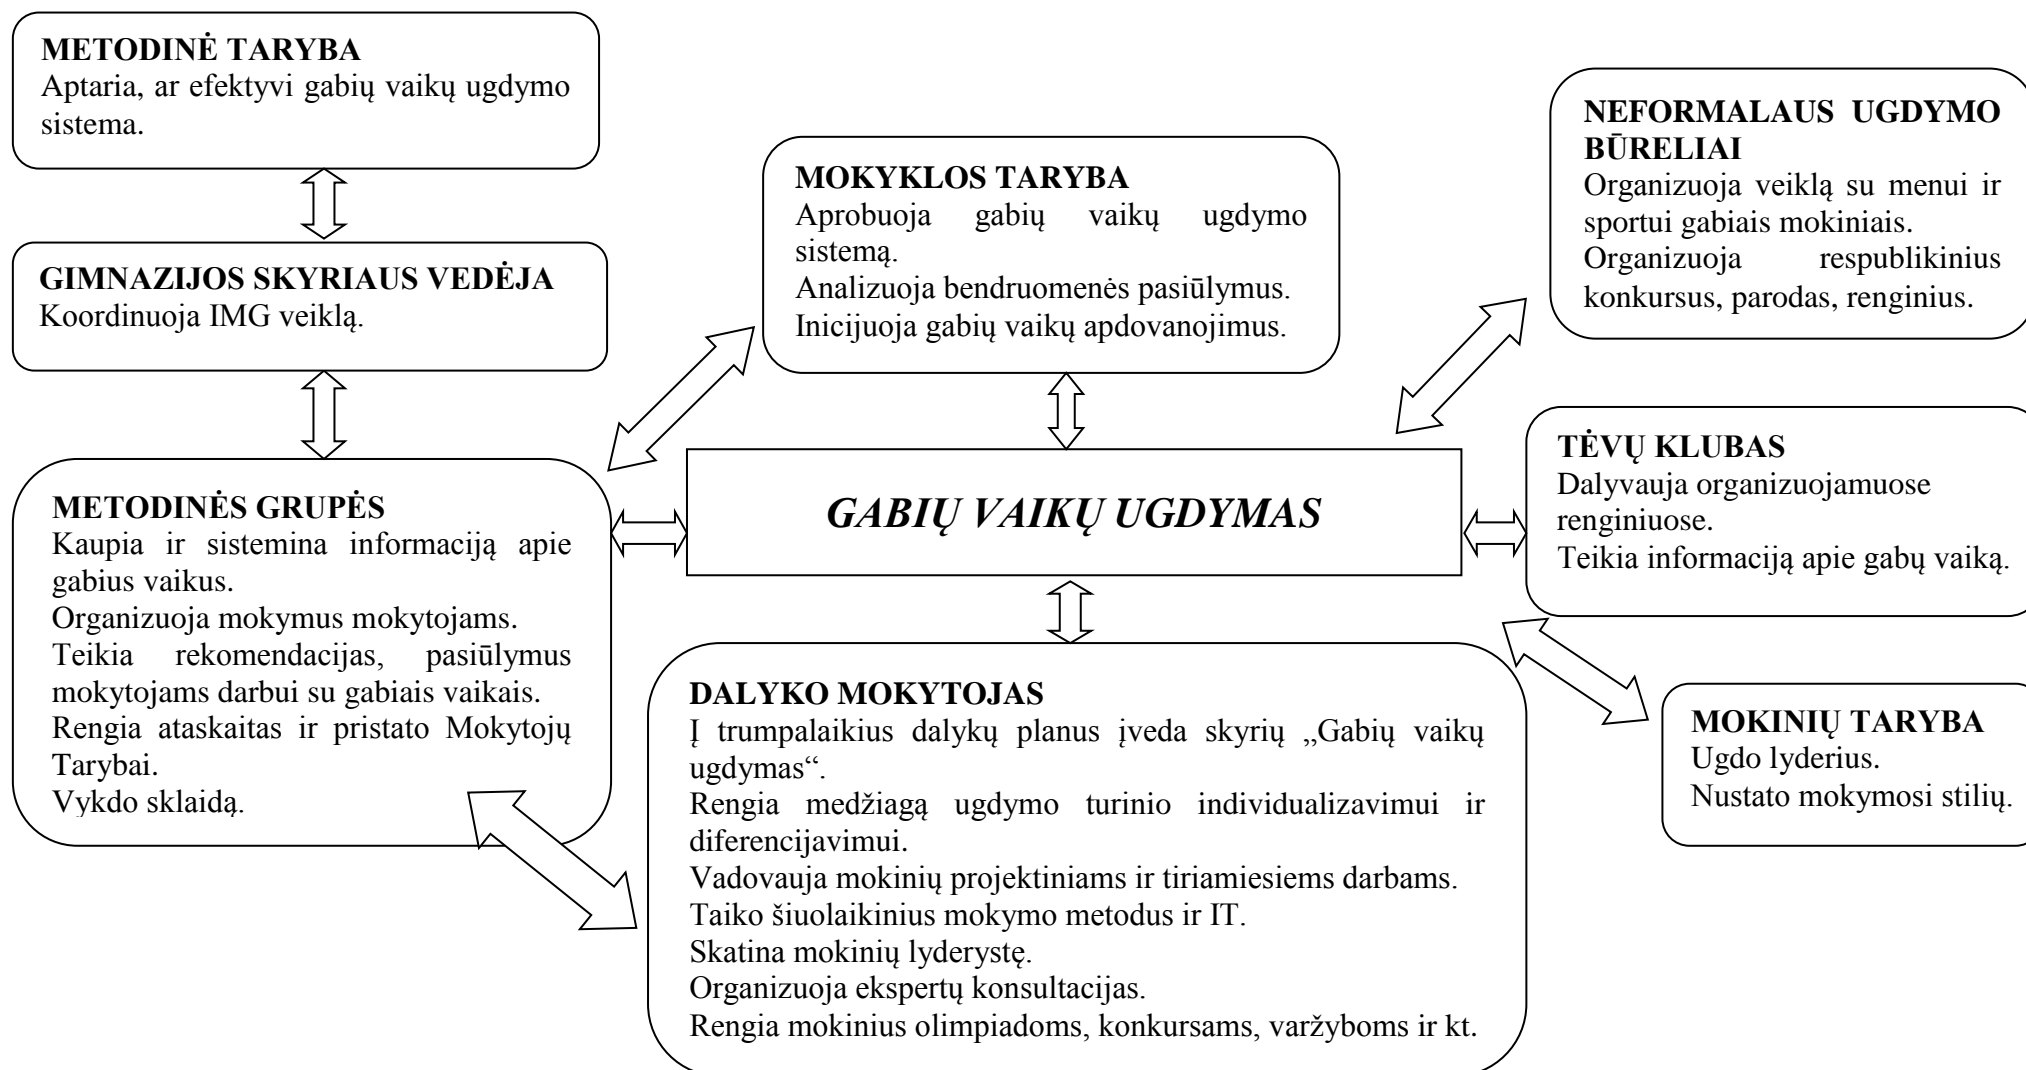 METODINĖ TARYBA
Aptaria, ar efektyvi gabių vaikų ugdymo
sistema.
GIMNAZIJOS SKYRIAUS VEDĖJA
Koordinuoja IMG veiklą.
METODINĖS GRUPĖS
Kaupia ir sistemina informaciją apie
gabius vaikus.
Organizuoja mokymus mokytojams.
Teikia rekomendacijas, pasiūlymus
mokytojams darbui su gabiais vaikais.
Rengia ataskaitas ir pristato Mokytojų
Tarybai.
Vykdo sklaidą.
MOKYKLOS TARYBA
Aprobuoja gabių vaikų ugdymo
sistemą.
Analizuoja bendruomenės pasiūlymus.
Inicijuoja gabių vaikų apdovanojimus.
GABIŲ VAIKŲ UGDYMAS
DALYKO MOKYTOJAS
Į trumpalaikius dalykų planus įveda skyrių „Gabių vaikų
ugdymas“.
Rengia medžiagą ugdymo turinio individualizavimui ir
diferencijavimui.
Vadovauja mokinių projektiniams ir tiriamiesiems darbams.
Taiko šiuolaikinius mokymo metodus ir IT.
Skatina mokinių lyderystę.
Organizuoja ekspertų konsultacijas.
Rengia mokinius olimpiadoms, konkursams, varžyboms ir kt.
NEFORMALAUS UGDYMO
BŪRELIAI
Organizuoja veiklą su menui ir
sportui gabiais mokiniais.
Organizuoja respublikinius
konkursus, parodas, renginius.
TĖVŲ KLUBAS
Dalyvauja organizuojamuose
renginiuose.
Teikia informaciją apie gabų vaiką.
MOKINIŲ TARYBA
Ugdo lyderius.
Nustato mokymosi stilių.